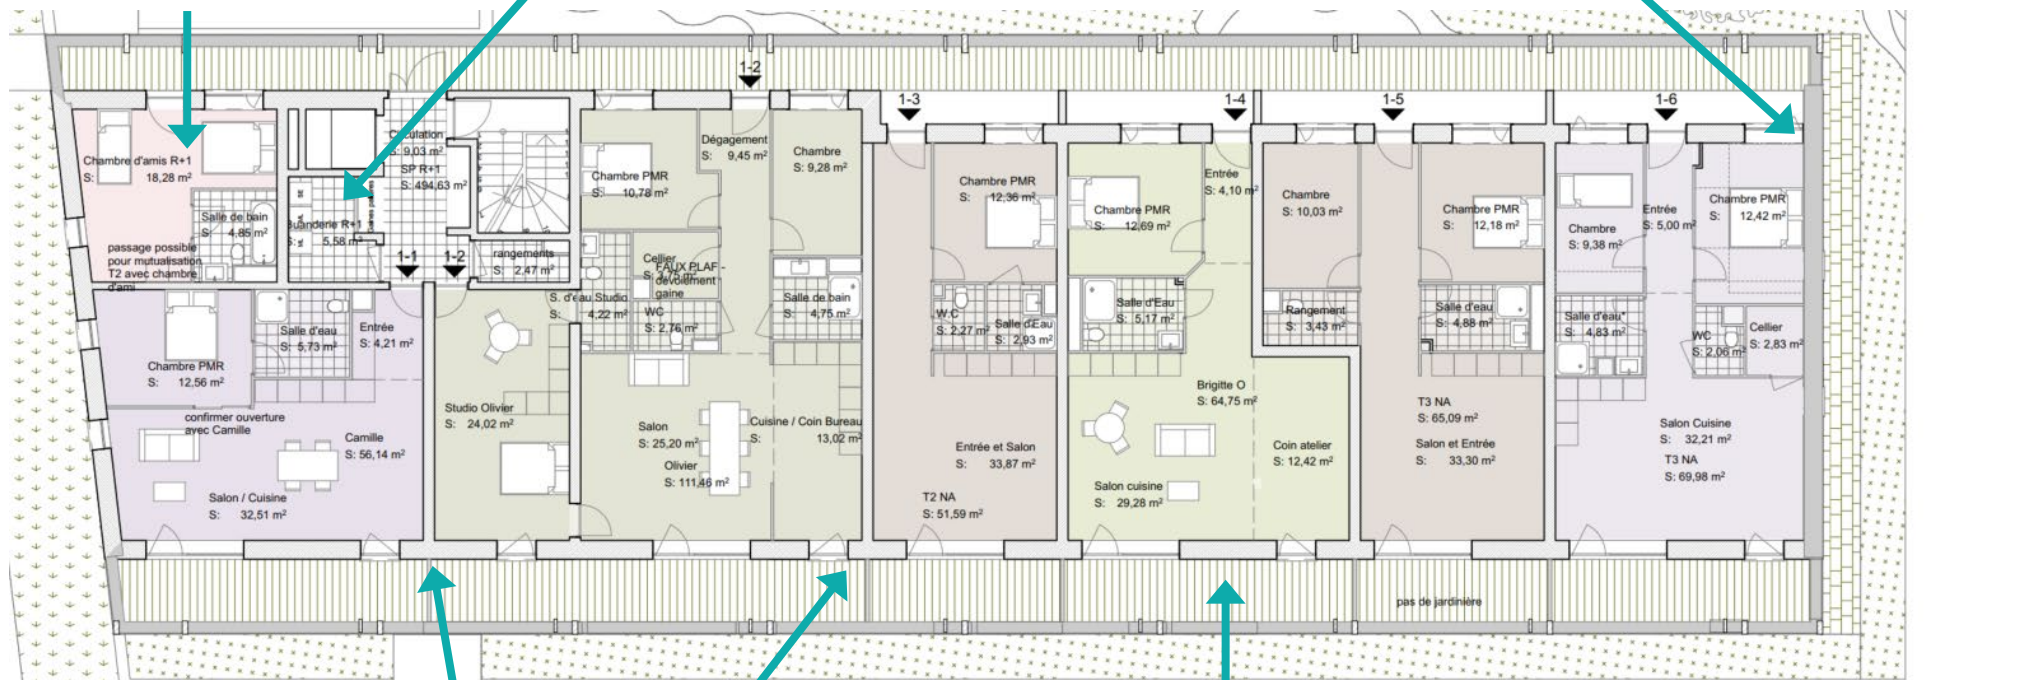 1-2
1-3
1-4
1-5
1-6
Chambre d'amis R+1
S: 18,28 m²
Salle de bain
S: 4,85 m²
passage possible
pour mutualisation
T2 avec chambre
d'ami
Circulation
S: 9,03 m²
SP R+1
S: 494,63 m²
Gaines palières
Buanderie R+1
S: 5,58 m²
1-1
1-2
rangements
S: 2,47 m²
Chambre PMR
S: 12,56 m²
Salle d'eau
S: 5,73 m²
Entrée
S: 4,21 m²
confirmer ouverture
avec Camille
Camille
S: 56,14 m²
Salon / Cuisine
S: 32,51 m²
Studio Olivier
S: 24,02 m²
S. d'eau Studio
S: 4,22 m²
Chambre PMR
S: 10,78 m²
Dégagement
S: 9,45 m²
Chambre
S: 9,28 m²
Cellier
S: 3,75 m²
FAUX PLAF -
dévoiement
gaine
WC
S: 2,76 m²
Salle de bain
S: 4,75 m²
Salon
S: 25,20 m²
Olivier
S: 111,46 m²
Cuisine / Coin Bureau
S: 13,02 m²
Chambre PMR
S: 12,36 m²
W.C
S: 2,27 m²
Salle d'Eau
S: 2,93 m²
Entrée et Salon
S: 33,87 m²
T2 NA
S: 51,59 m²
Chambre PMR
S: 12,69 m²
Entrée
S: 4,10 m²
Salle d'Eau
S: 5,17 m²
Brigitte O
S: 64,75 m²
Coin atelier
S: 12,42 m²
Salon cuisine
S: 29,28 m²
Chambre
S: 10,03 m²
Rangement
S: 3,43 m²
Chambre PMR
S: 12,18 m²
Salle d'eau
S: 4,88 m²
T3 NA
S: 65,09 m²
Salon et Entrée
S: 33,30 m²
pas de jardinière
Chambre
S: 9,38 m²
Entrée
S: 5,00 m²
Chambre PMR
S: 12,42 m²
Salle d'eau*
S: 4,83 m²
WC
S: 2,06 m²
Cellier
S: 2,83 m²
Salon Cuisine
S: 32,21 m²
T3 NA
S: 69,98 m²